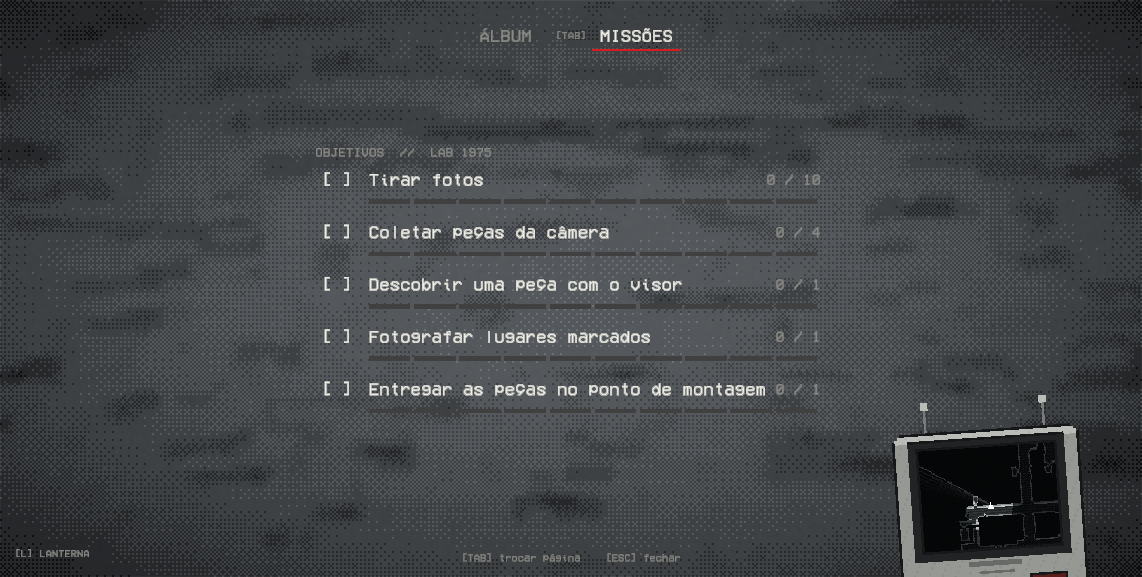 ÁLBUM [TAB] MISSÕES
OBJETIVOS // LAB 1975
[ ] Tirar fotos 0 / 10
[ ] Coletar peças da câmera 0 / 4
[ ] Descobrir uma peça com o visor 0 / 1
[ ] Fotografar lugares marcados 0 / 1
[ ] Entregar as peças no ponto de montagem 0 / 1
[L] LANTERNA
[TAB] trocar página [ESC] fechar